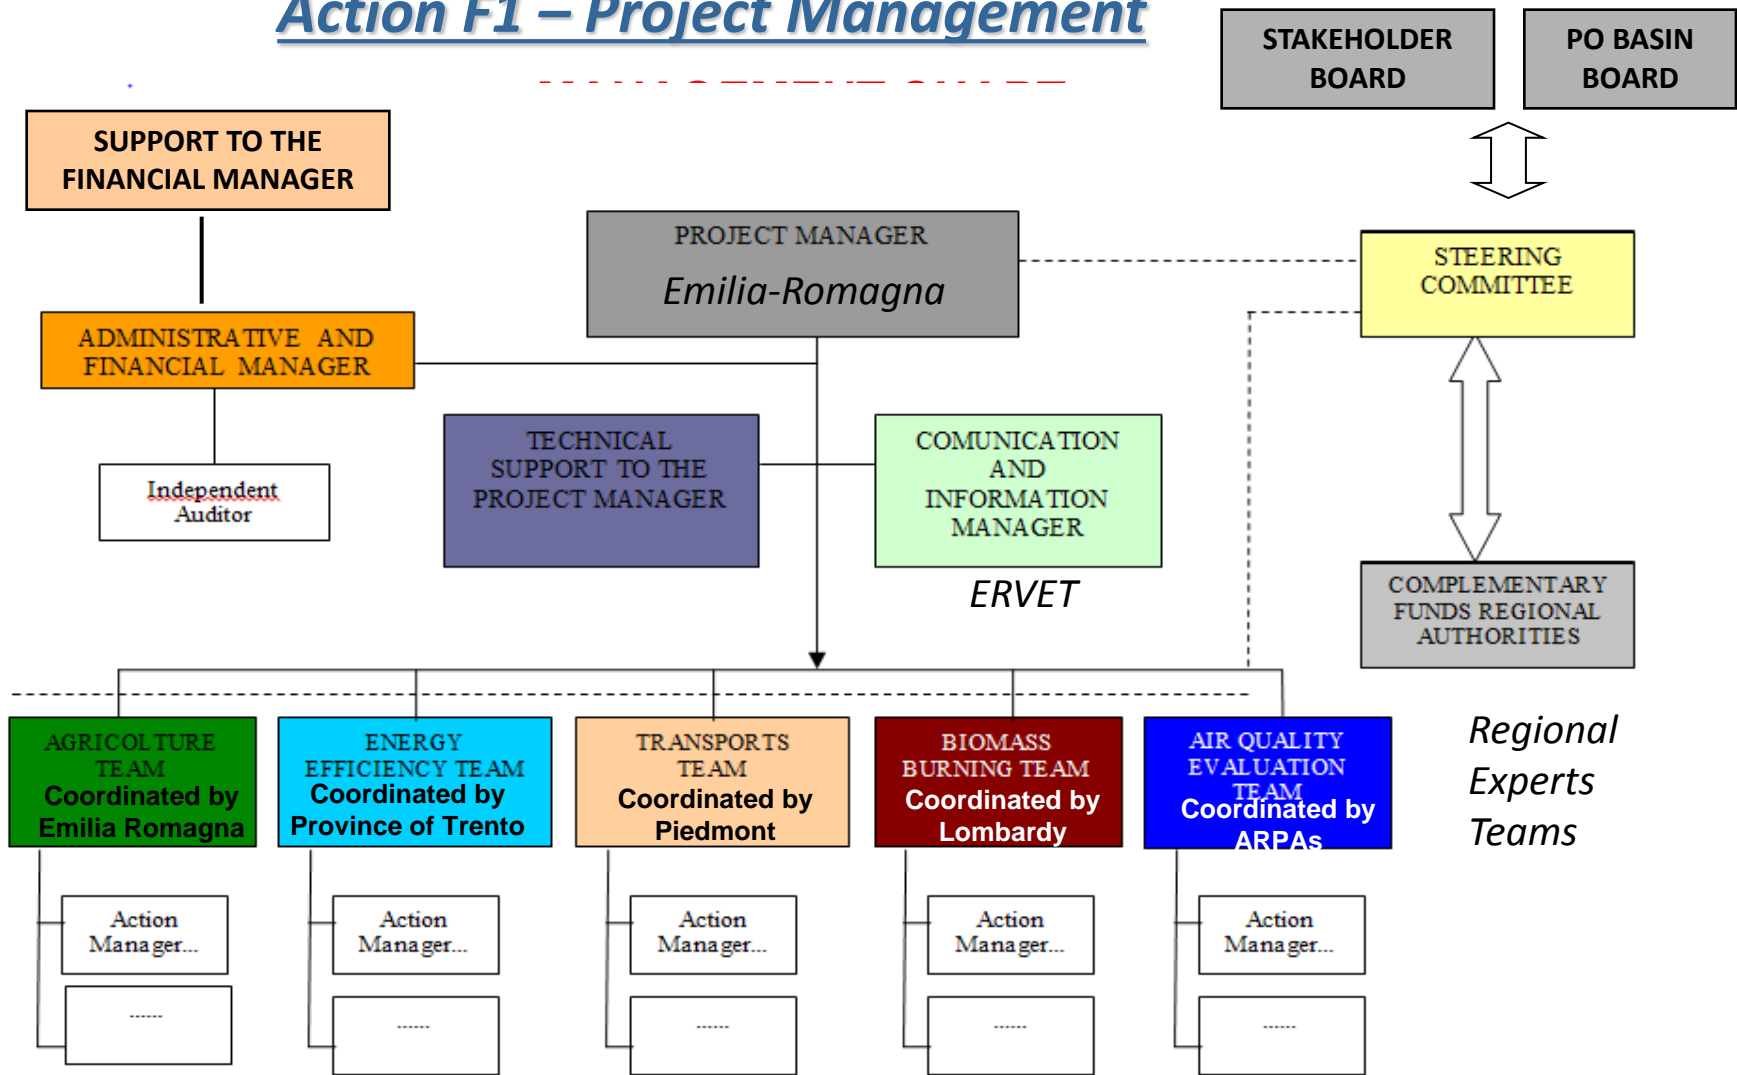 Action F1 – Project Management
STAKEHOLDER
BOARD
PO BASIN
BOARD
SUPPORT TO THE
FINANCIAL MANAGER
PROJECT MANAGER
Emilia-Romagna
STEERING
COMMITTEE
ADMINISTRATIVE AND
FINANCIAL MANAGER
TECHNICAL
SUPPORT TO THE
PROJECT MANAGER
COMUNICATION
AND
INFORMATION
MANAGER
Independent
Auditor
ERVET
COMPLEMENTARY
FUNDS REGIONAL
AUTHORITIES
AGRICOLTURE
TEAM
Coordinated by
Emilia Romagna
ENERGY
EFFICIENCY TEAM
Coordinated by
Province of Trento
TRANSPORTS
TEAM
Coordinated by
Piedmont
BIOMASS
BURNING TEAM
Coordinated by
Lombardy
AIR QUALITY
EVALUATION
TEAM
Coordinated by
ARPAs
Regional
Experts
Teams
Action
Manager...
Action
Manager...
Action
Manager...
Action
Manager...
Action
Manager...
......
......
......
......
......